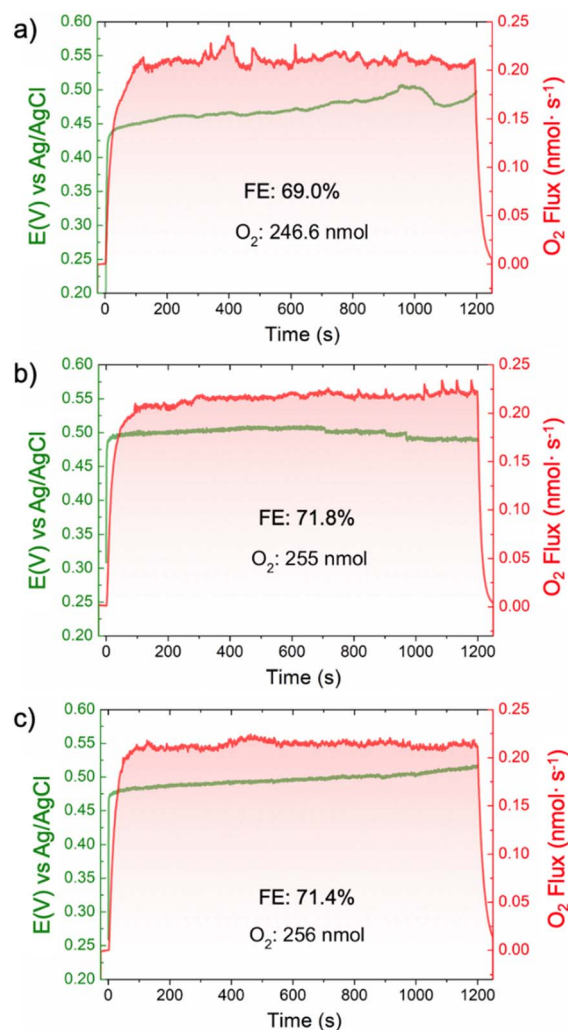 a)
0.60
0.55
0.50
0.45
0.40
0.35
0.30
0.25
0.20
E(V) vs Ag/AgCl
0.25
0.20
0.15
0.10
0.05
0.00
O₂ Flux (nmol· s⁻¹)
FE: 69.0%
O₂: 246.6 nmol
0 200 400 600 800 1000 1200
Time (s)
b)
0.60
0.55
0.50
0.45
0.40
0.35
0.30
0.25
0.20
E(V) vs Ag/AgCl
0.25
0.20
0.15
0.10
0.05
0.00
O₂ Flux (nmol· s⁻¹)
FE: 71.8%
O₂: 255 nmol
0 200 400 600 800 1000 1200
Time (s)
c)
0.60
0.55
0.50
0.45
0.40
0.35
0.30
0.25
0.20
E(V) vs Ag/AgCl
0.25
0.20
0.15
0.10
0.05
0.00
O₂ Flux (nmol· s⁻¹)
FE: 71.4%
O₂: 256 nmol
0 200 400 600 800 1000 1200
Time (s)